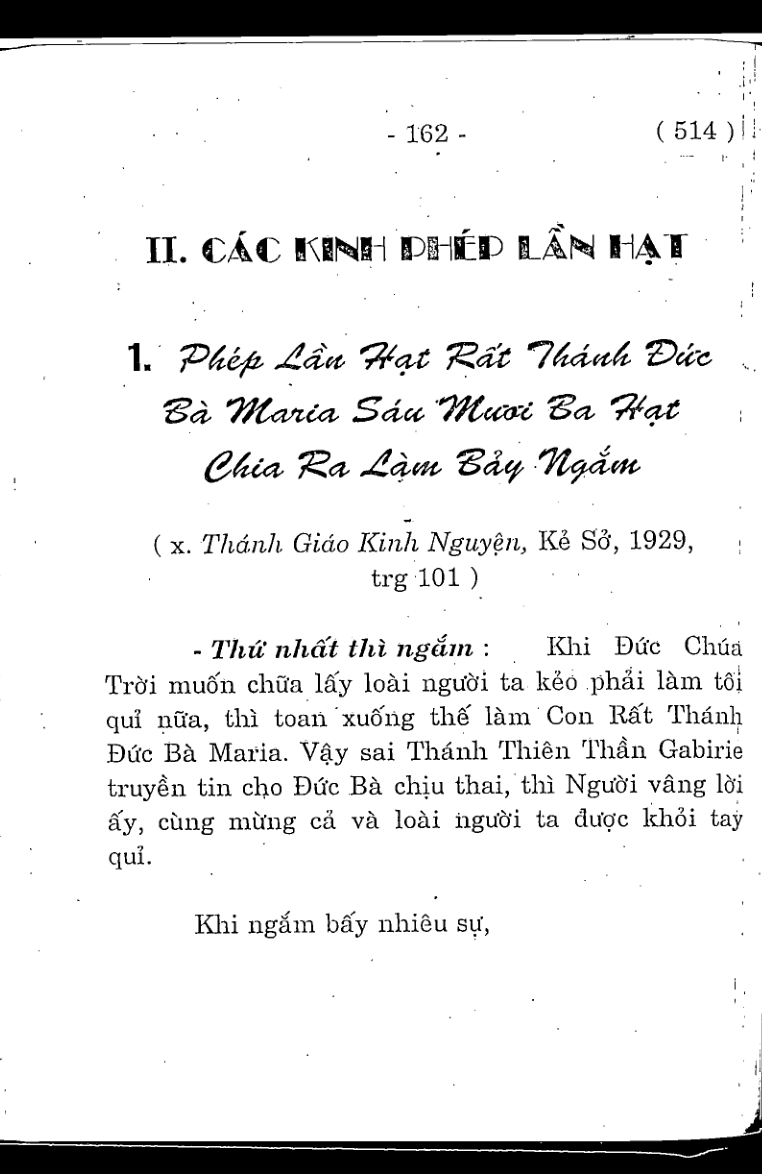 - 162 - ( 514 )
II. CÁC KINH PHÉP LẦN HẠT
1. Phép Lần Hạt Rất Thánh Đức
Bà Maria Sáu Mươi Ba Hạt
Chia Ra Làm Bảy Ngắm
( x. Thánh Giáo Kinh Nguyện, Kẻ Sở, 1929,
trg 101 )
- Thứ nhất thì ngắm : Khi Đức Chúa
Trời muốn chữa lấy loài người ta kẻo phải làm tôi
quỉ nữa, thì toan xuống thế làm Con Rất Thánh
Đức Bà Maria. Vậy sai Thánh Thiên Thần Gabirie
truyền tin cho Đức Bà chịu thai, thì Người vâng lời
ấy, cùng mừng cả và loài người ta được khỏi tay
quỉ.
Khi ngắm bấy nhiêu sự,